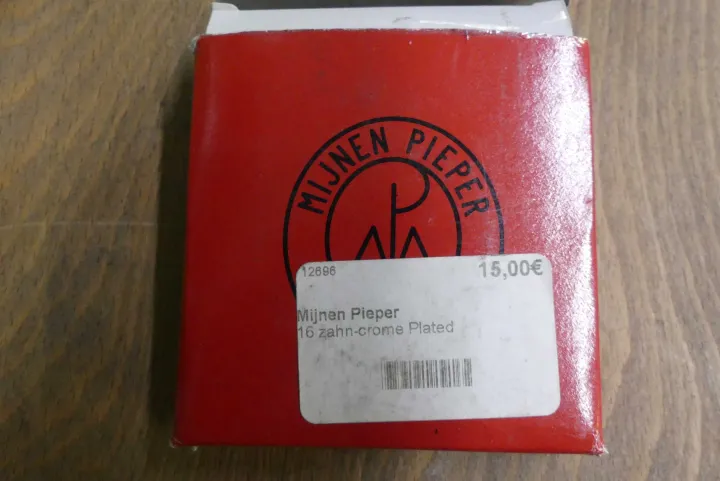 MIJNEN PIEPER
12696 15,00€
Mijnen Pieper
16 zahn-crome Plated